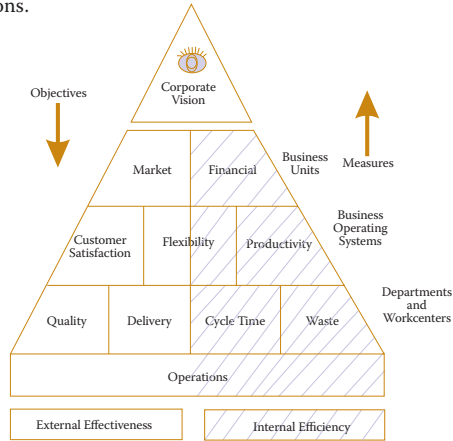 ons.
Corporate
Vision
Objectives
Measures
Market
Financial
Business
Units
Customer
Satisfaction
Flexibility
Productivity
Business
Operating
Systems
Quality
Delivery
Cycle Time
Waste
Departments
and
Workcenters
Operations
External Effectiveness
Internal Efficiency